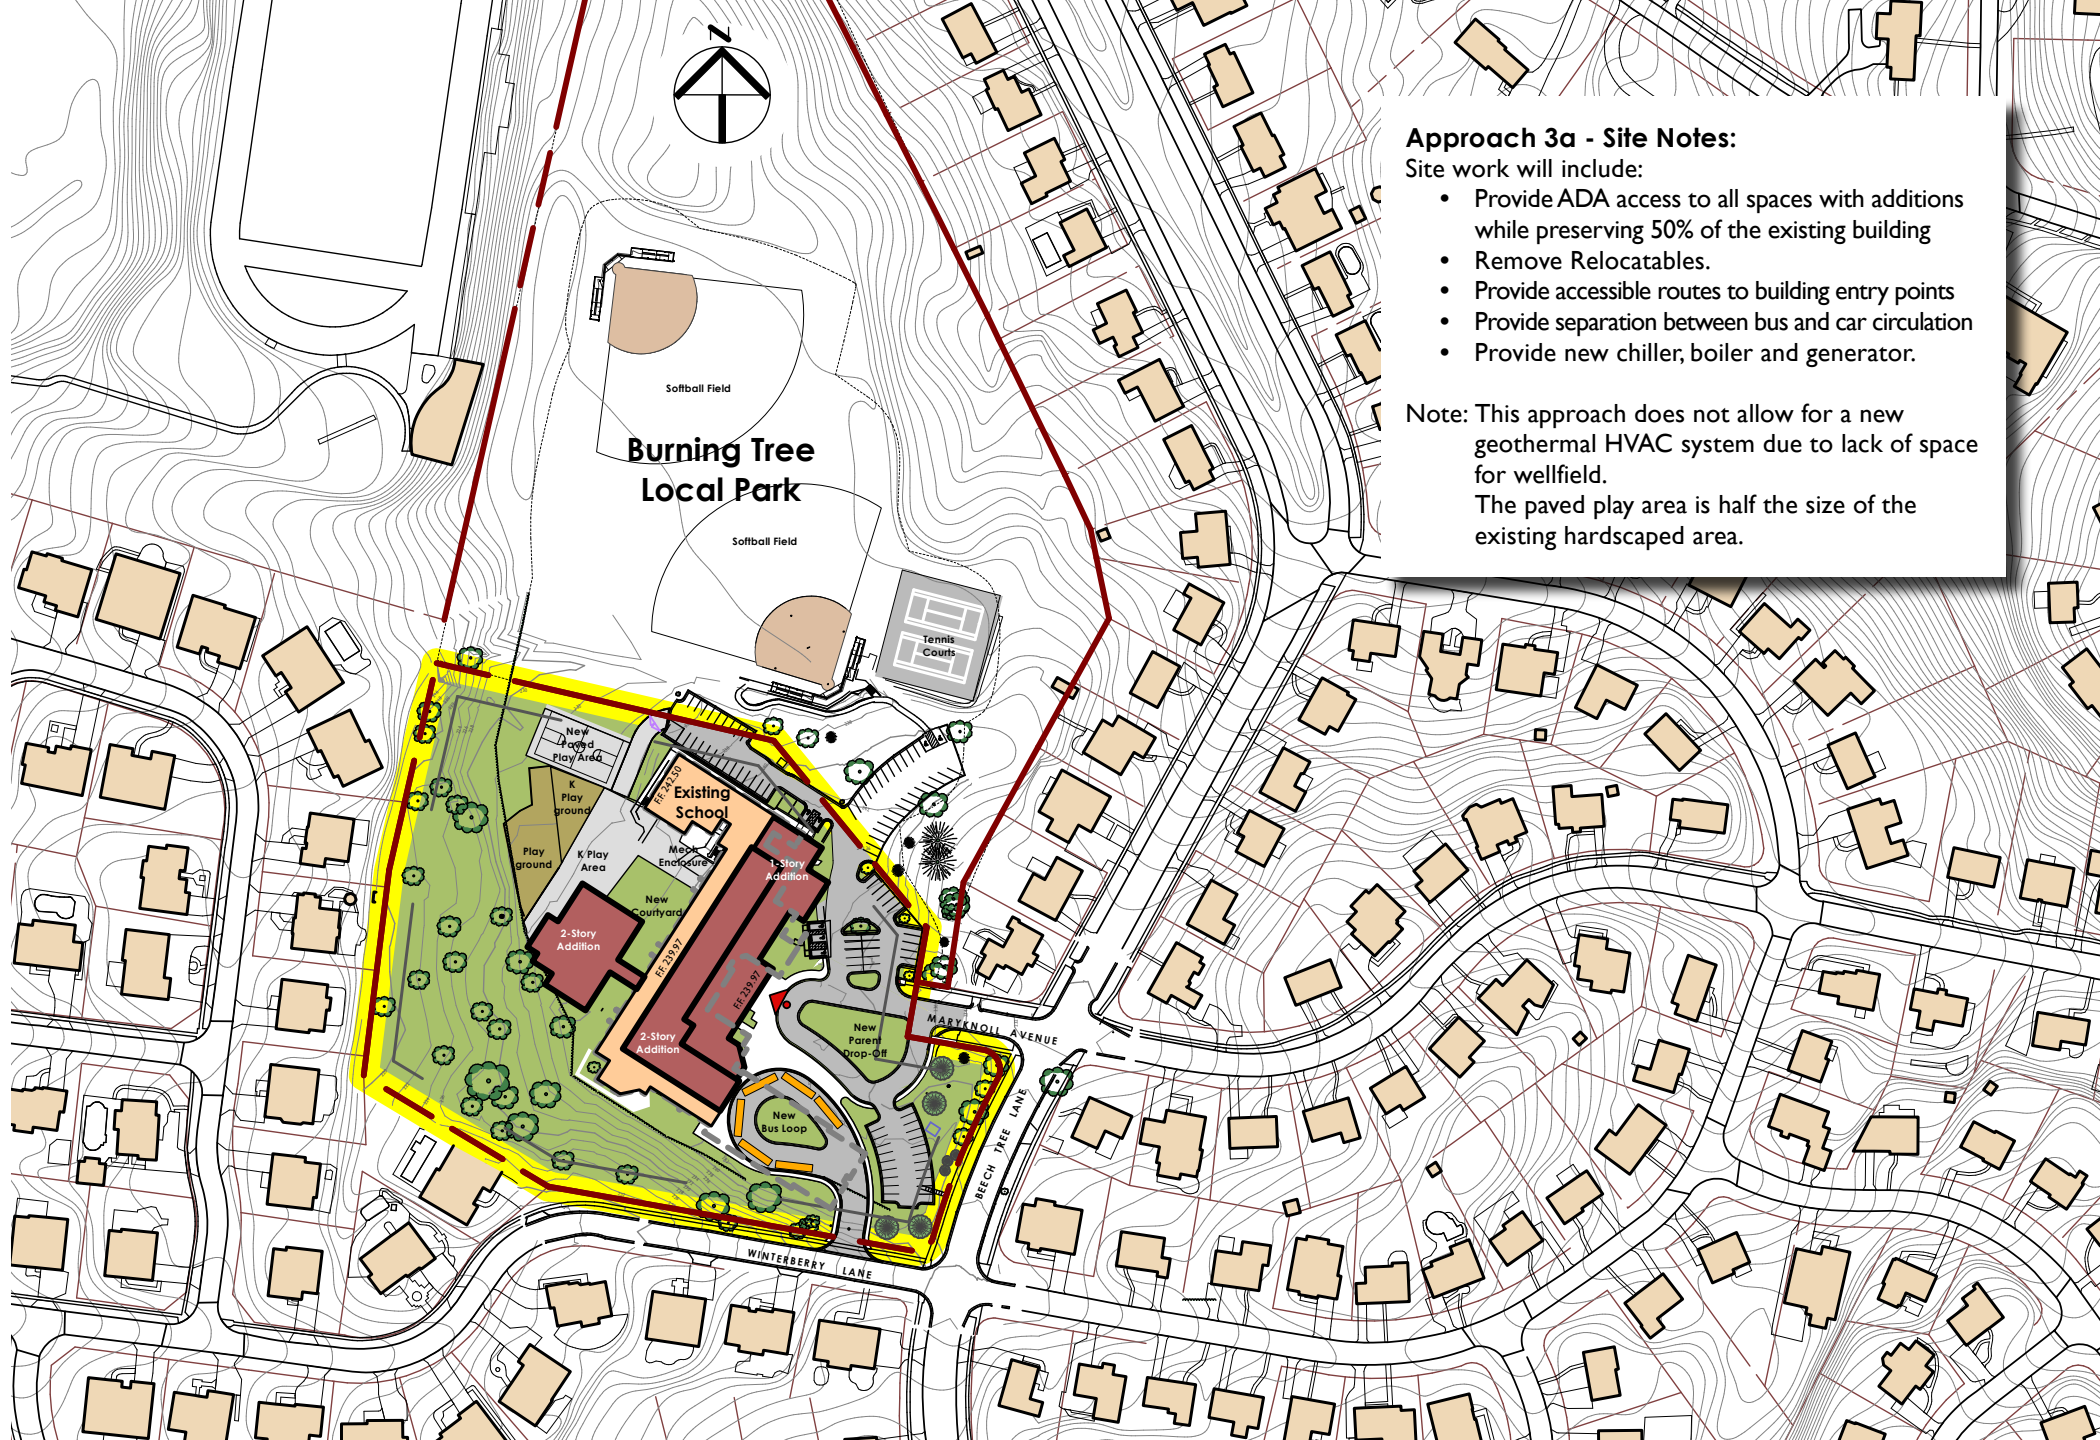 N
Approach 3a - Site Notes:
Site work will include:
• Provide ADA access to all spaces with additions
while preserving 50% of the existing building
• Remove Relocatables.
• Provide accessible routes to building entry points
• Provide separation between bus and car circulation
• Provide new chiller, boiler and generator.
Note: This approach does not allow for a new
geothermal HVAC system due to lack of space
for wellfield.
The paved play area is half the size of the
existing hardscaped area.
Softball Field
Burning Tree
Local Park
Softball Field
Tennis
Courts
New
Paved
Play Area
K
Play
ground
F.F. 242.50
Existing
School
Play
ground
K Play
Area
Mech
Enclosure
1-Story
Addition
New
Courtyard
2-Story
Addition
F.F. 239.97
F.F. 239.97
2-Story
Addition
New
Parent
Drop-Off
MARYKNOLL AVENUE
New
Bus Loop
BEECH TREE LANE
WINTERBERRY LANE